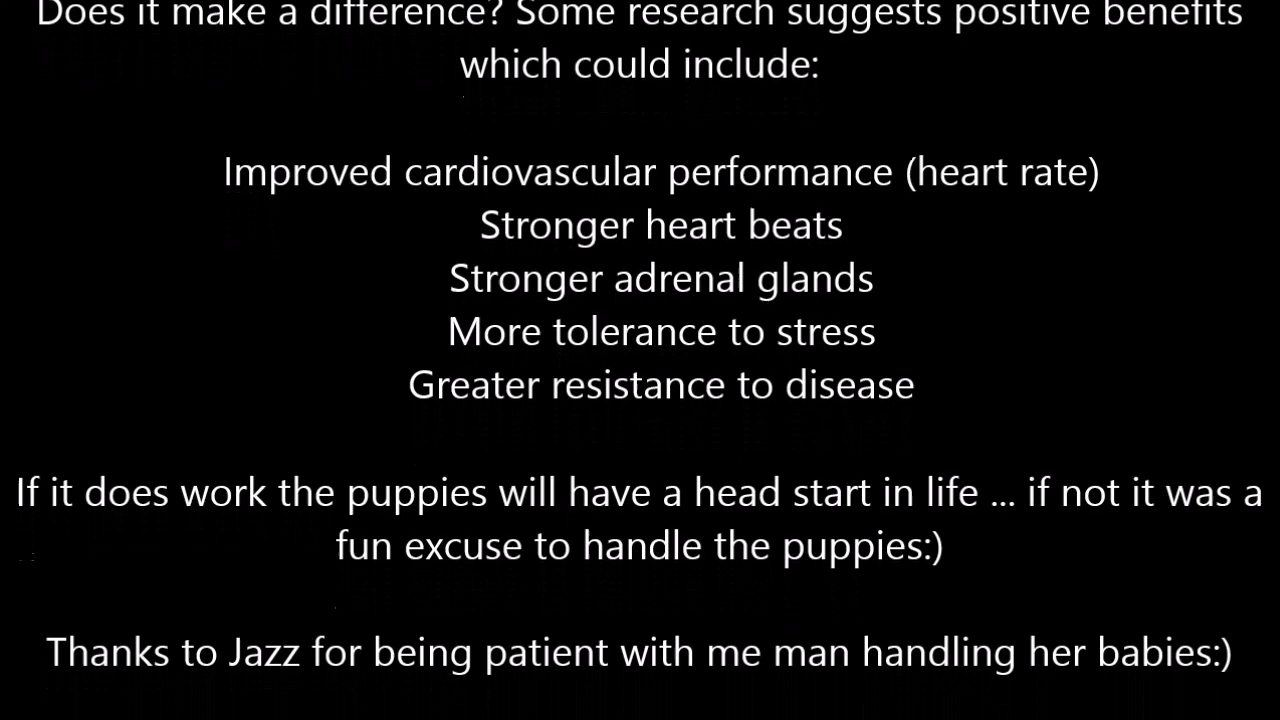 Does it make a difference? Some research suggests positive benefits
which could include:
Improved cardiovascular performance (heart rate)
Stronger heart beats
Stronger adrenal glands
More tolerance to stress
Greater resistance to disease
If it does work the puppies will have a head start in life ... if not it was a
fun excuse to handle the puppies:)
Thanks to Jazz for being patient with me man handling her babies:)